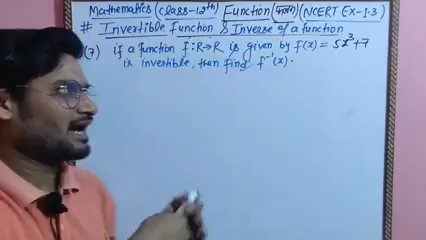 Mathematics (Class-12th) Function (फलन) (NCERT EX-1.3)
# Invertible Function & Inverse of a function
(7) if a function f:R→R is given by f(x) = 5x³+7
is invertible, then find f⁻¹(x).